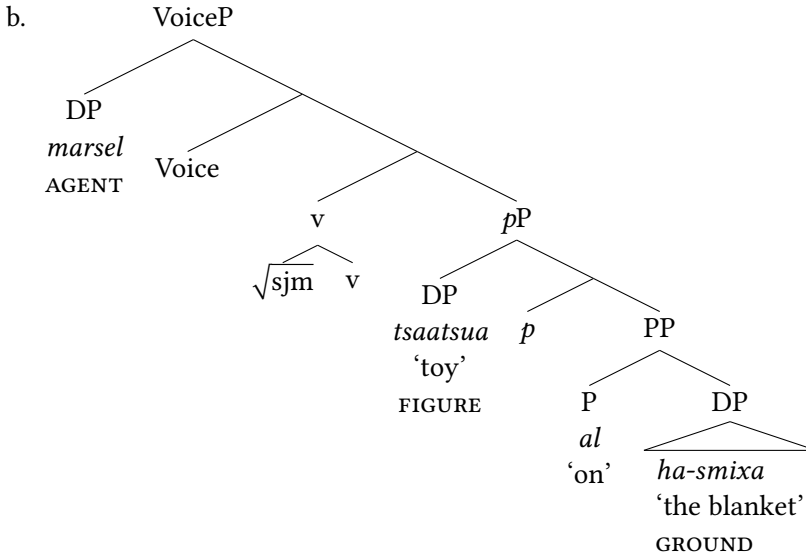 b.
VoiceP
DP
marsel
AGENT
Voice
v
pP
√sjm
v
DP
tsaatsua
‘toy’
FIGURE
p
PP
P
al
‘on’
DP
ha-smixa
‘the blanket’
GROUND